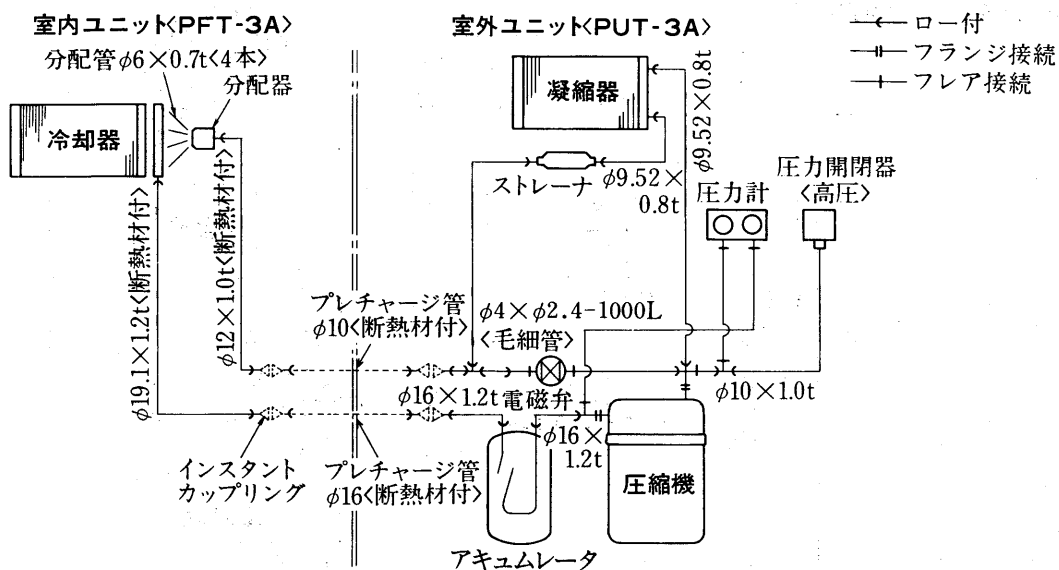 室内ユニット<PFT-3A>
分配管φ6×0.7t<4本>
分配器
冷却器
φ19.1×1.2t<断熱材付>
φ12×1.0t<断熱材付>
プレチャージ管
φ10<断熱材付>
インスタント
カップリング
プレチャージ管
φ16<断熱材付>
室外ユニット<PUT-3A>
凝縮器
ストレーナ
φ9.52×
0.8t
φ9.52×0.8t
圧力計
圧力開閉器
<高圧>
φ4×φ2.4-1000L
<毛細管>
φ16×1.2t
電磁弁
φ10×1.0t
φ16×
1.2t
圧縮機
アキュムレータ
ロー付
フランジ接続
フレア接続